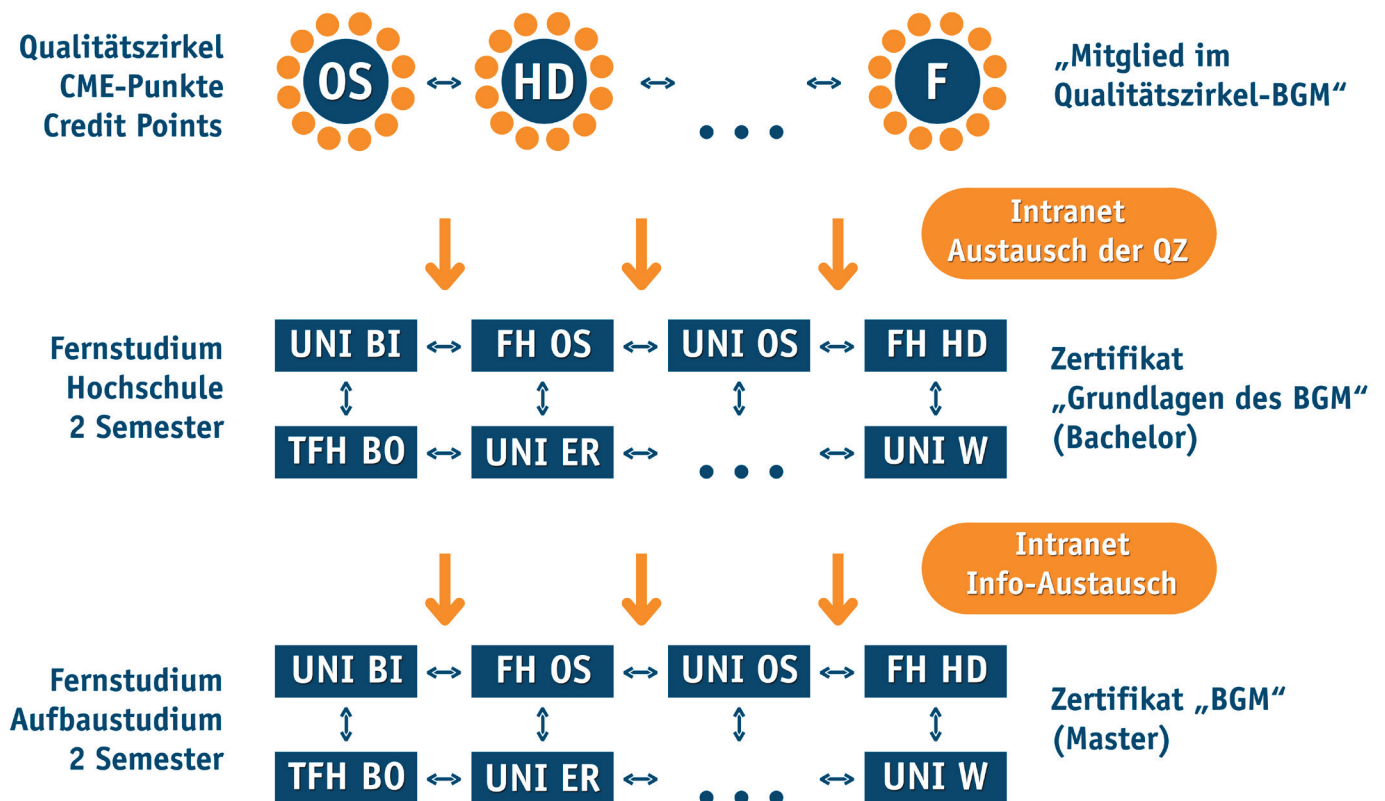 Qualitätszirkel
CME-Punkte
Credit Points
OS
HD
F
„Mitglied im
Qualitätszirkel-BGM“
Intranet
Austausch der QZ
Fernstudium
Hochschule
2 Semester
UNI BI
FH OS
UNI OS
FH HD
TFH BO
UNI ER
UNI W
Zertifikat
„Grundlagen des BGM“
(Bachelor)
Intranet
Info-Austausch
Fernstudium
Aufbaustudium
2 Semester
UNI BI
FH OS
UNI OS
FH HD
TFH BO
UNI ER
UNI W
Zertifikat „BGM“
(Master)